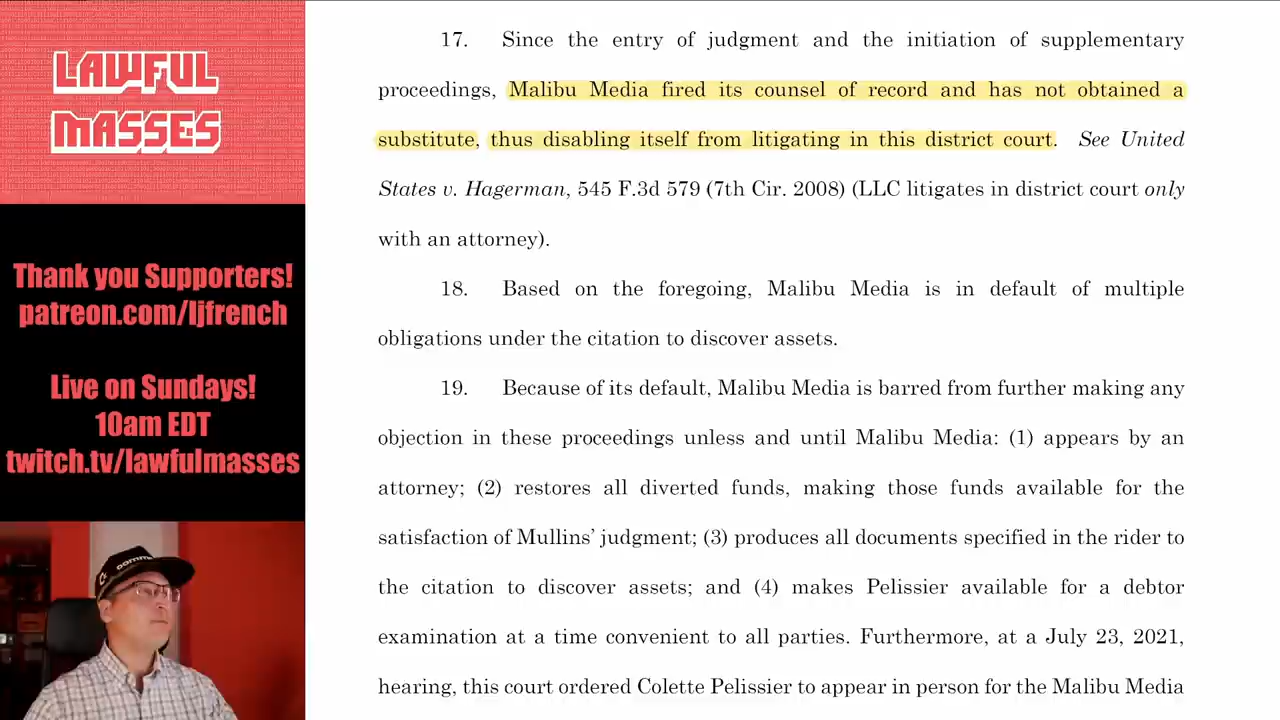 LAWFUL
MASSES
Thank you Supporters!
patreon.com/ljfrench
Live on Sundays!
10am EDT
twitch.tv/lawfulmasses
17. Since the entry of judgment and the initiation of supplementary
proceedings, Malibu Media fired its counsel of record and has not obtained a
substitute, thus disabling itself from litigating in this district court. See United
States v. Hagerman, 545 F.3d 579 (7th Cir. 2008) (LLC litigates in district court only
with an attorney).
18. Based on the foregoing, Malibu Media is in default of multiple
obligations under the citation to discover assets.
19. Because of its default, Malibu Media is barred from further making any
objection in these proceedings unless and until Malibu Media: (1) appears by an
attorney; (2) restores all diverted funds, making those funds available for the
satisfaction of Mullins’ judgment; (3) produces all documents specified in the rider to
the citation to discover assets; and (4) makes Pelissier available for a debtor
examination at a time convenient to all parties. Furthermore, at a July 23, 2021,
hearing, this court ordered Colette Pelissier to appear in person for the Malibu Media